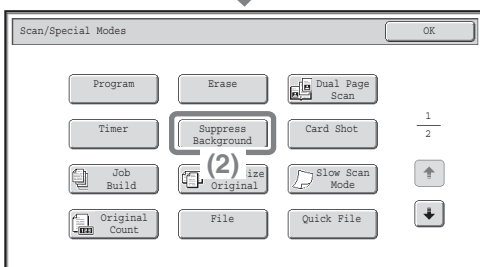 Scan/Special Modes
OK
Program
Erase
Dual Page
Scan
Timer
Suppress
Background
Card Shot
1
2
Job
Build
(2)
ize
Original
Slow Scan
Mode
Original
Count
File
Quick File